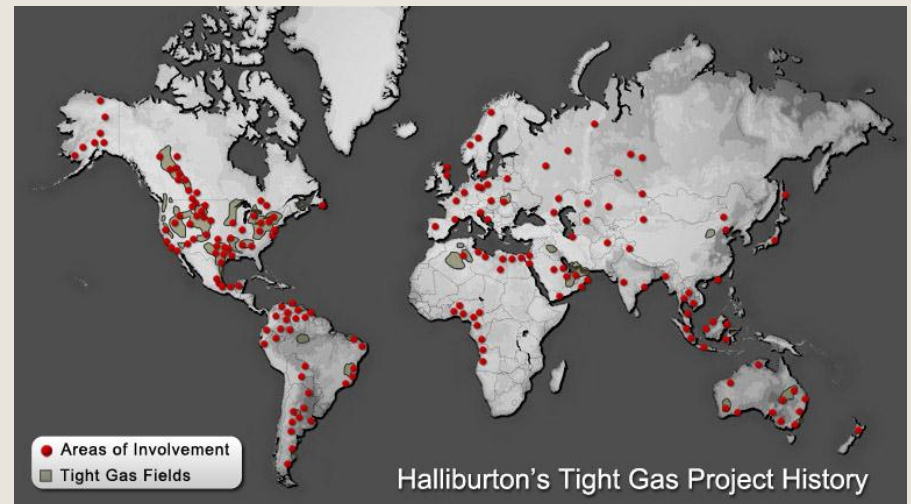 Areas of Involvement
Tight Gas Fields
Halliburton's Tight Gas Project History